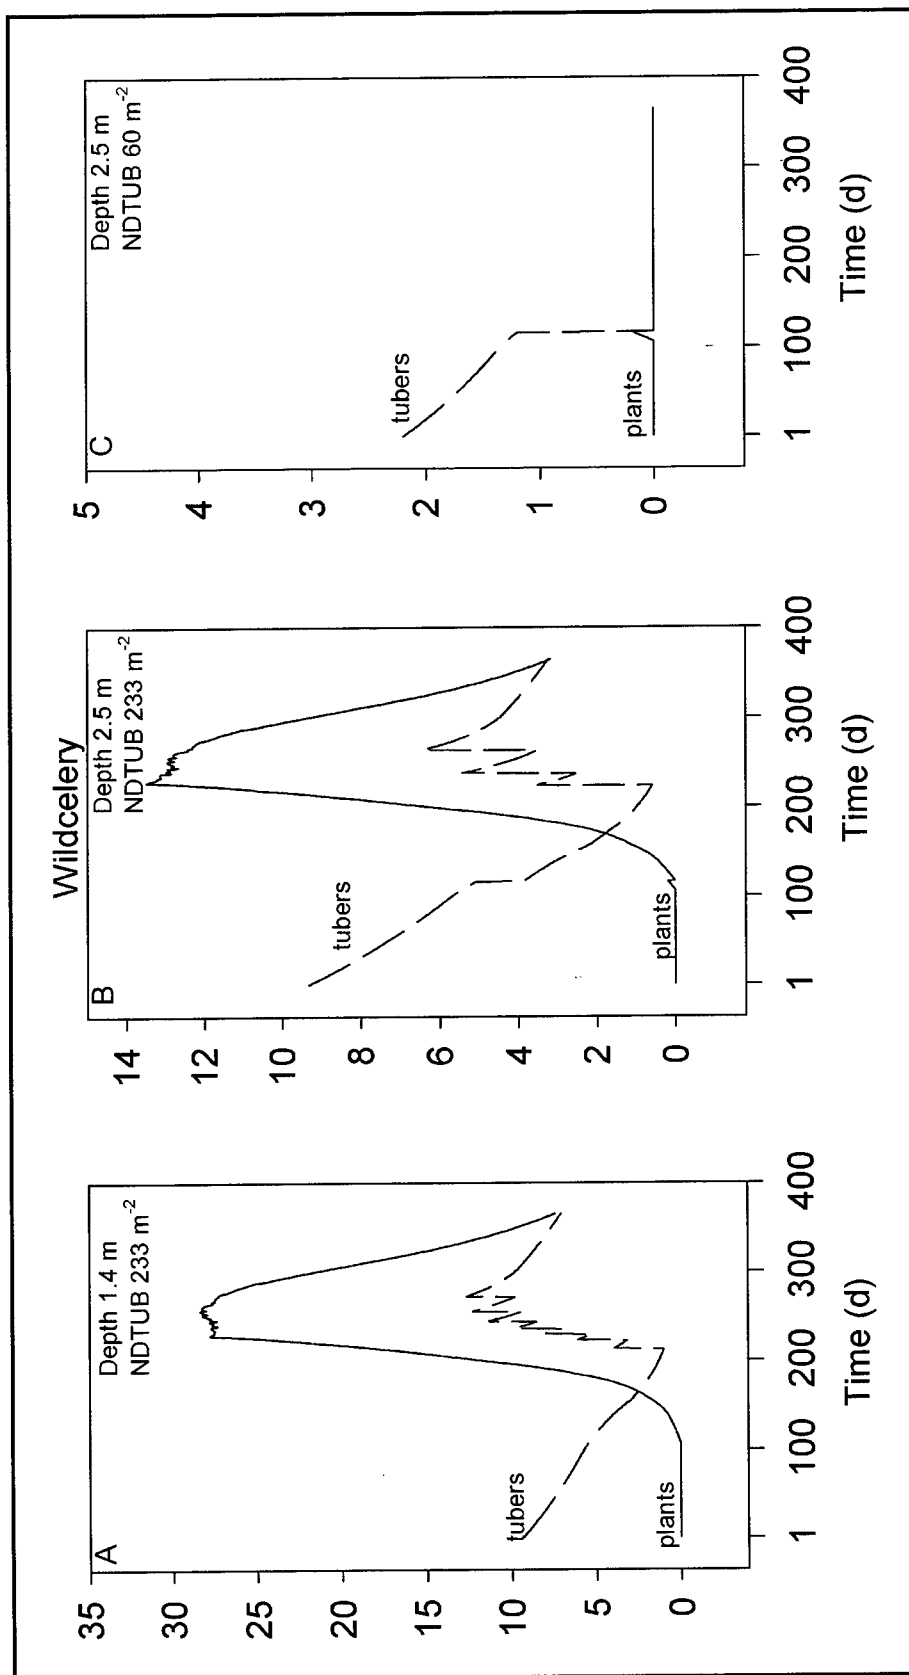 Wildcelery
A
Depth 1.4 m
NDTUB 233 m⁻²
35
30
25
20
15
10
5
0
tubers
plants
1
100
200
300
400
Time (d)
B
Depth 2.5 m
NDTUB 233 m⁻²
14
12
10
8
6
4
2
0
tubers
plants
1
100
200
300
400
Time (d)
C
Depth 2.5 m
NDTUB 60 m⁻²
5
4
3
2
1
0
tubers
plants
1
100
200
300
400
Time (d)